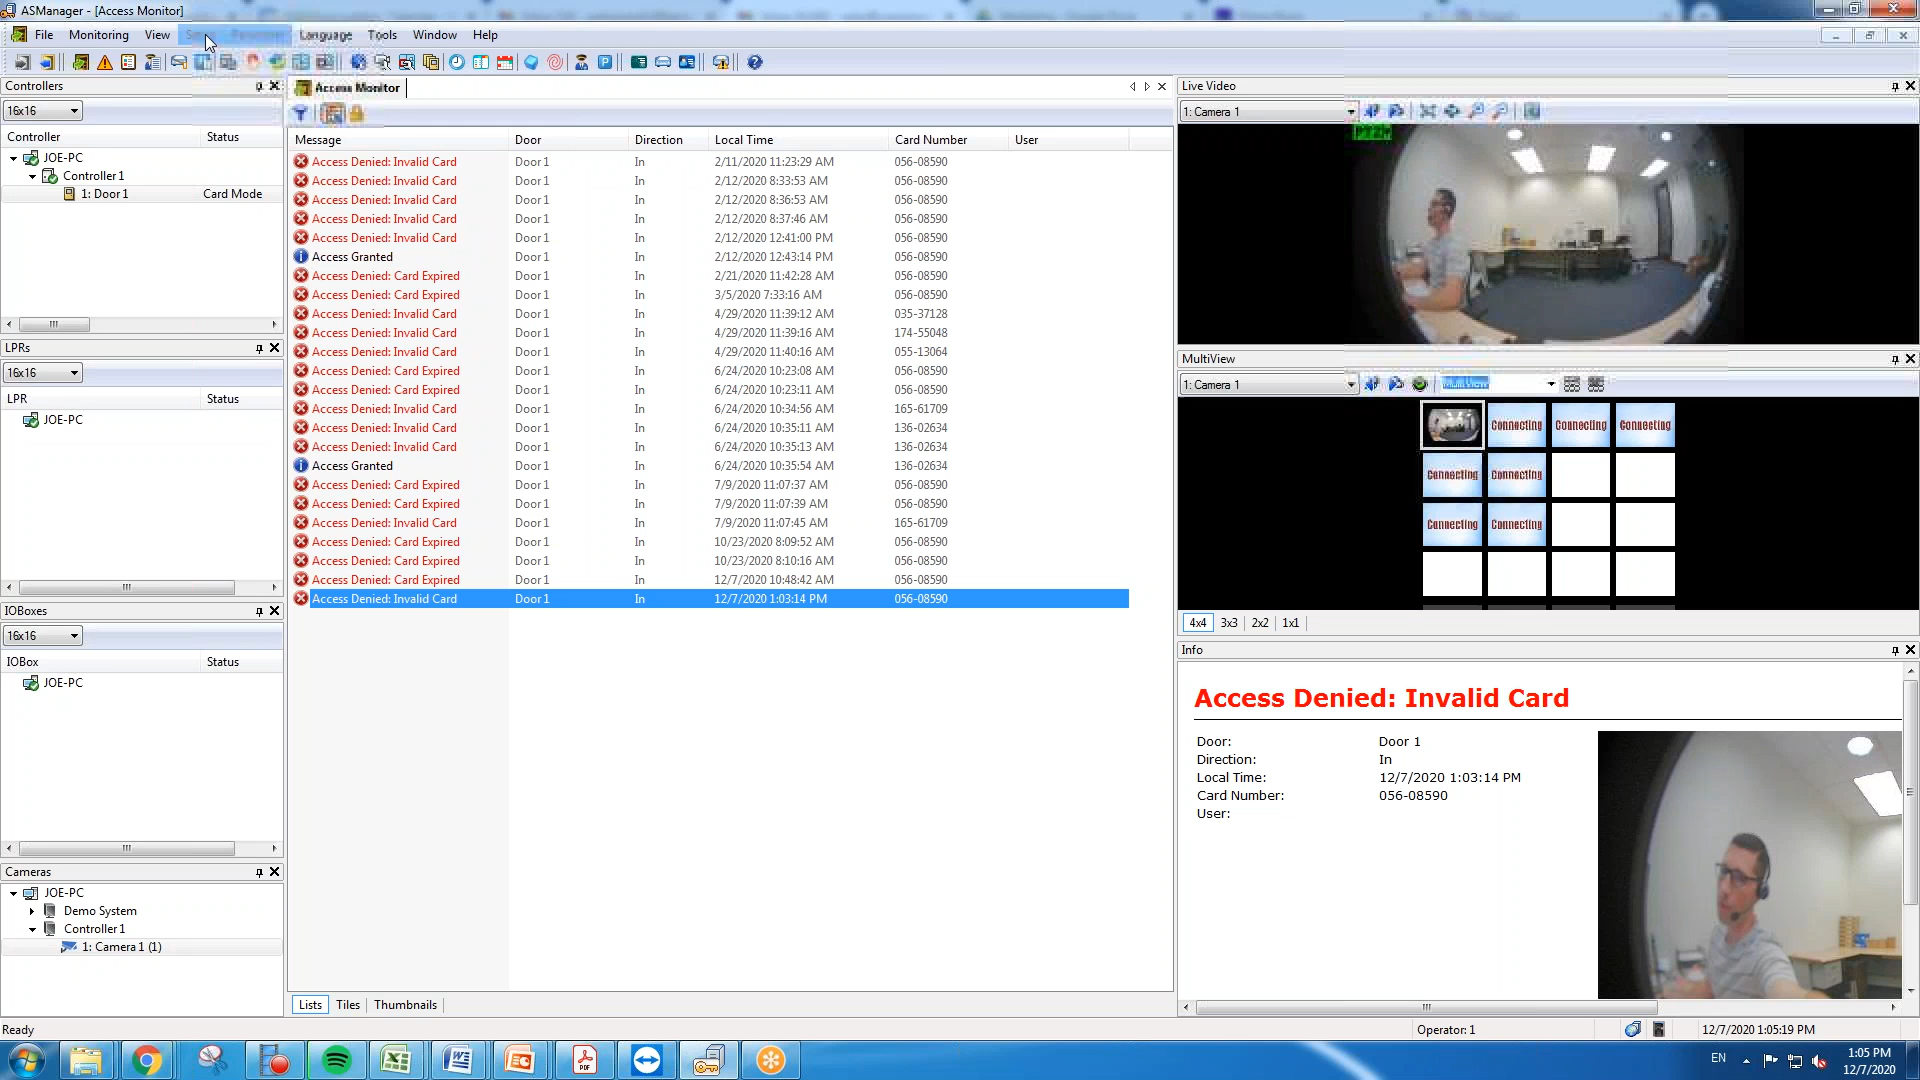 ASManager - [Access Monitor]
File Monitoring View Language Tools Window Help
Controllers
16x16
Controller Status
JOE-PC
Controller 1
1: Door 1 Card Mode
LPRs
16x16
LPR Status
JOE-PC
IOBoxes
16x16
IOBox Status
JOE-PC
Cameras
JOE-PC
Demo System
Controller 1
1: Camera 1 (1)
Access Monitor
Message Door Direction Local Time Card Number User
Access Denied: Invalid Card Door 1 In 2/11/2020 11:23:29 AM 056-08590
Access Denied: Invalid Card Door 1 In 2/12/2020 8:33:53 AM 056-08590
Access Denied: Invalid Card Door 1 In 2/12/2020 8:36:53 AM 056-08590
Access Denied: Invalid Card Door 1 In 2/12/2020 8:37:46 AM 056-08590
Access Denied: Invalid Card Door 1 In 2/12/2020 12:41:00 PM 056-08590
Access Granted Door 1 In 2/12/2020 12:43:14 PM 056-08590
Access Denied: Card Expired Door 1 In 2/21/2020 11:42:28 AM 056-08590
Access Denied: Card Expired Door 1 In 3/5/2020 7:33:16 AM 056-08590
Access Denied: Invalid Card Door 1 In 4/29/2020 11:39:12 AM 035-37128
Access Denied: Invalid Card Door 1 In 4/29/2020 11:39:16 AM 174-55048
Access Denied: Invalid Card Door 1 In 4/29/2020 11:40:16 AM 055-13064
Access Denied: Card Expired Door 1 In 6/24/2020 10:23:08 AM 056-08590
Access Denied: Card Expired Door 1 In 6/24/2020 10:23:11 AM 056-08590
Access Denied: Invalid Card Door 1 In 6/24/2020 10:34:56 AM 165-61709
Access Denied: Invalid Card Door 1 In 6/24/2020 10:35:11 AM 136-02634
Access Denied: Invalid Card Door 1 In 6/24/2020 10:35:13 AM 136-02634
Access Granted Door 1 In 6/24/2020 10:35:54 AM 136-02634
Access Denied: Card Expired Door 1 In 7/9/2020 11:07:37 AM 056-08590
Access Denied: Card Expired Door 1 In 7/9/2020 11:07:39 AM 056-08590
Access Denied: Invalid Card Door 1 In 7/9/2020 11:07:45 AM 165-61709
Access Denied: Card Expired Door 1 In 10/23/2020 8:09:52 AM 056-08590
Access Denied: Card Expired Door 1 In 10/23/2020 8:10:16 AM 056-08590
Access Denied: Card Expired Door 1 In 12/7/2020 10:48:42 AM 056-08590
Access Denied: Invalid Card Door 1 In 12/7/2020 1:03:14 PM 056-08590
Lists Tiles Thumbnails
Live Video
1: Camera 1
MultiView
1: Camera 1 MultiView
Connecting Connecting Connecting
Connecting Connecting
Connecting Connecting
4x4 3x3 2x2 1x1
Info
Access Denied: Invalid Card
Door: Door 1
Direction: In
Local Time: 12/7/2020 1:03:14 PM
Card Number: 056-08590
User:
Ready Operator: 1 12/7/2020 1:05:19 PM
EN 1:05 PM
12/7/2020